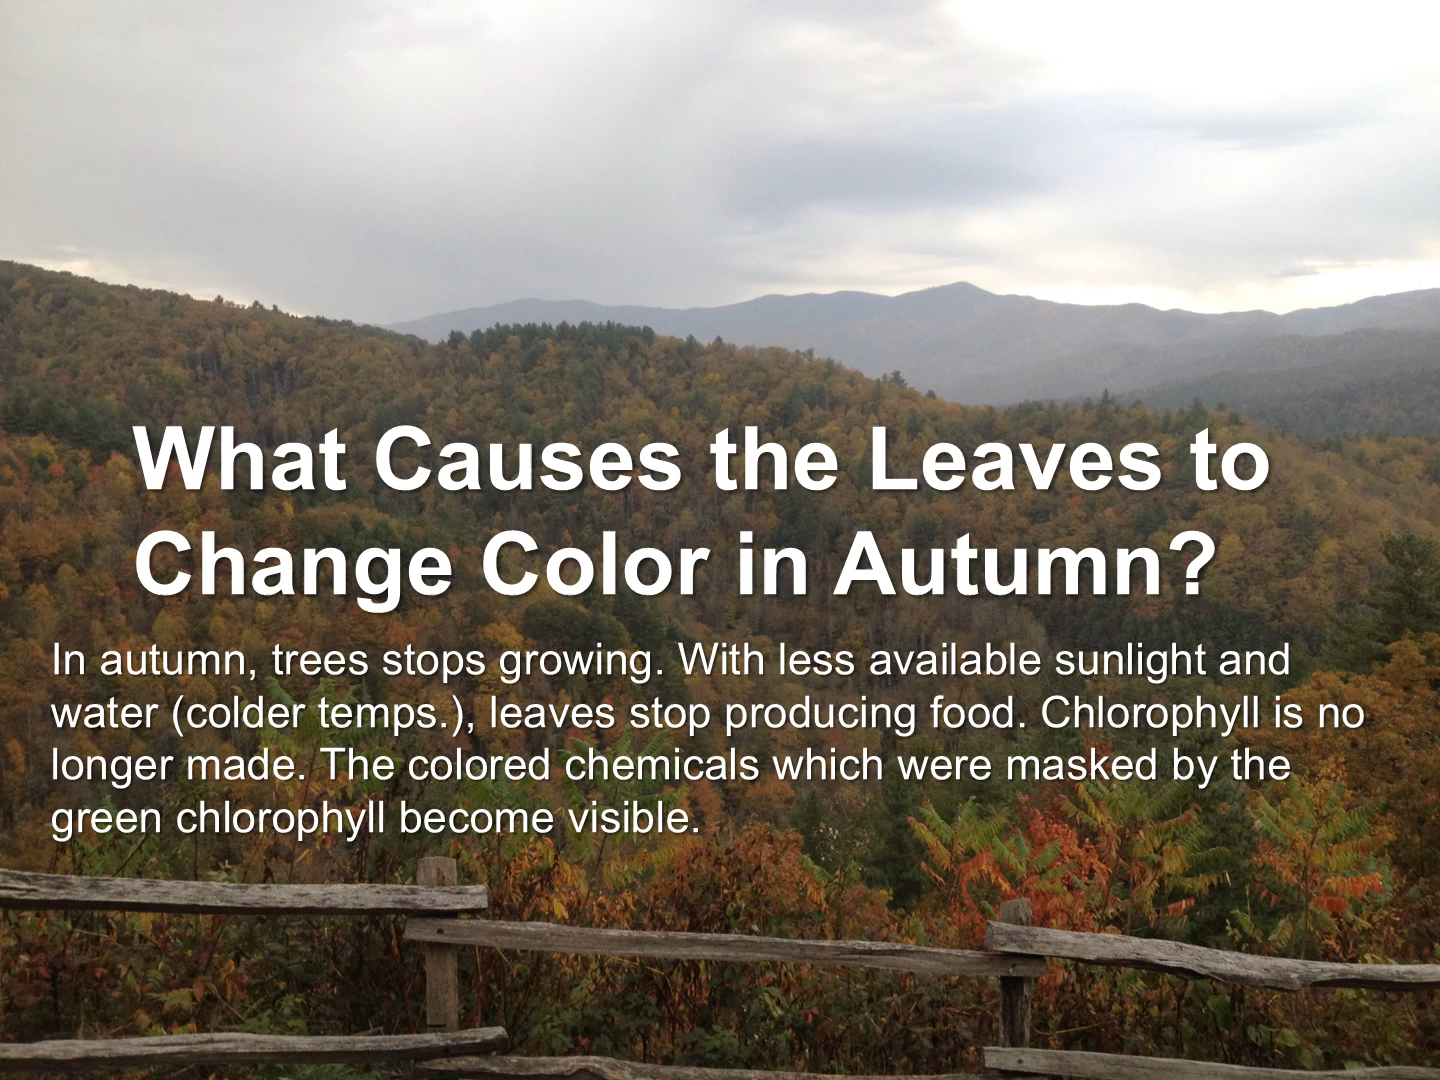 What Causes the Leaves to
Change Color in Autumn?
In autumn, trees stops growing. With less available sunlight and
water (colder temps.), leaves stop producing food. Chlorophyll is no
longer made. The colored chemicals which were masked by the
green chlorophyll become visible.